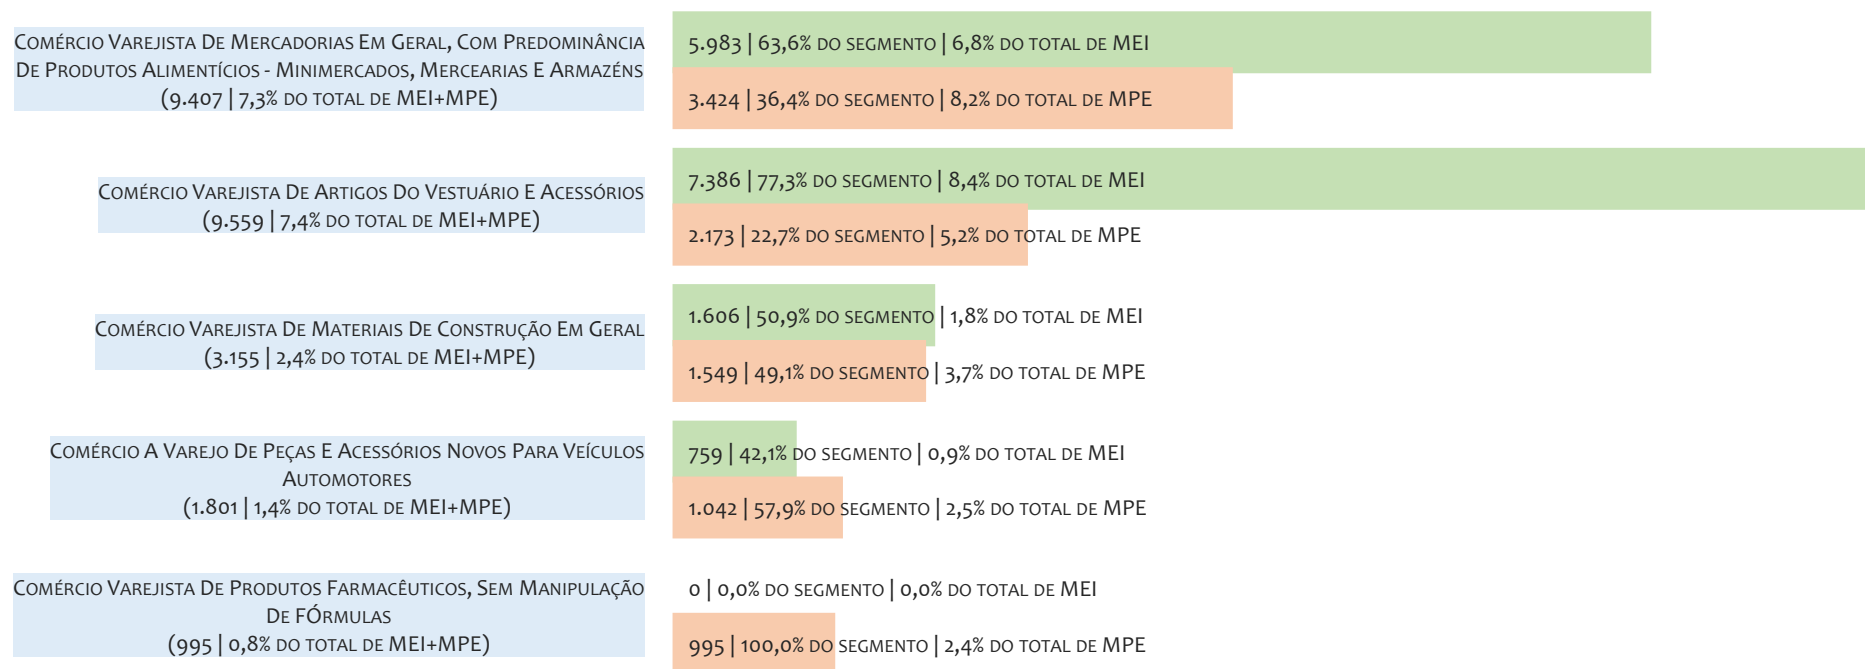 Comércio Varejista De Mercadorias Em Geral, Com Predominância
De Produtos Alimentícios - Minimercados, Mercearias E Armazéns
(9.407 | 7,3% do total de MEI+MPE)
5.983 | 63,6% do segmento | 6,8% do total de MEI
3.424 | 36,4% do segmento | 8,2% do total de MPE
Comércio Varejista De Artigos Do Vestuário E Acessórios
(9.559 | 7,4% do total de MEI+MPE)
7.386 | 77,3% do segmento | 8,4% do total de MEI
2.173 | 22,7% do segmento | 5,2% do total de MPE
Comércio Varejista De Materiais De Construção Em Geral
(3.155 | 2,4% do total de MEI+MPE)
1.606 | 50,9% do segmento | 1,8% do total de MEI
1.549 | 49,1% do segmento | 3,7% do total de MPE
Comércio A Varejo De Peças E Acessórios Novos Para Veículos
Automotores
(1.801 | 1,4% do total de MEI+MPE)
759 | 42,1% do segmento | 0,9% do total de MEI
1.042 | 57,9% do segmento | 2,5% do total de MPE
Comércio Varejista De Produtos Farmacêuticos, Sem Manipulação
De FÓrmulas
(995 | 0,8% do total de MEI+MPE)
0 | 0,0% do segmento | 0,0% do total de MEI
995 | 100,0% do segmento | 2,4% do total de MPE